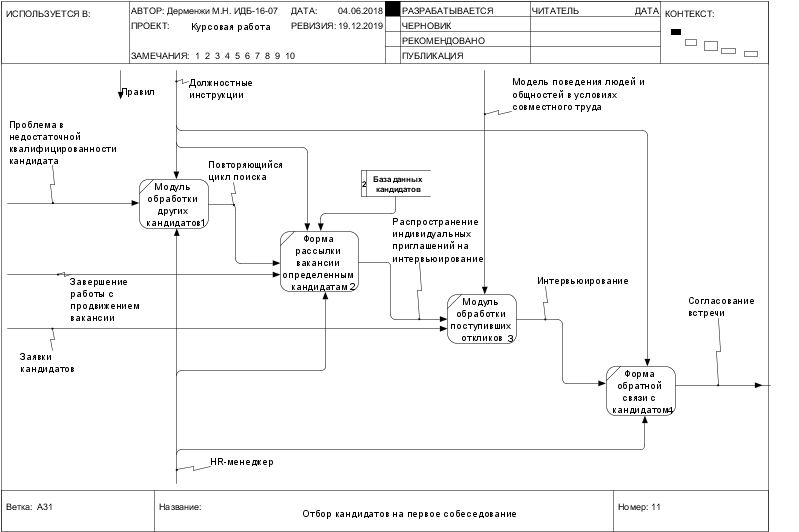 ИСПОЛЬЗУЕТСЯ В:
АВТОР: Дерменжи М.Н. ИДБ-16-07
ДАТА: 04.06.2018
ПРОЕКТ: Курсовая работа
РЕВИЗИЯ: 19.12.2019
ЗАМЕЧАНИЯ: 1 2 3 4 5 6 7 8 9 10
РАЗРАБАТЫВАЕТСЯ
ЧЕРНОВИК
РЕКОМЕНДОВАНО
ПУБЛИКАЦИЯ
ЧИТАТЕЛЬ
ДАТА
КОНТЕКСТ:
Правил
Должностные
инструкции
Модель поведения людей и
общностей в условиях
совместного труда
Проблема в
недостаточной
квалифицированности
кандидата
Повторяющийся
цикл поиска
2
База данных
кандидатов
Модуль
обработки
других
кандидатов1
Распространение
индивидуальных
приглашений на
интервьюирование
Форма
рассылки
вакансии
определенным
кандидатам 2
Завершение
работы с
продвижением
вакансии
Интервьюирование
Модуль
обработки
поступивших
откликов 3
Согласование
встречи
Заявки
кандидатов
Форма
обратной
связи с
кандидатом4
HR-менеджер
Ветка: A31
Название:
Отбор кандидатов на первое собеседование
Номер: 11